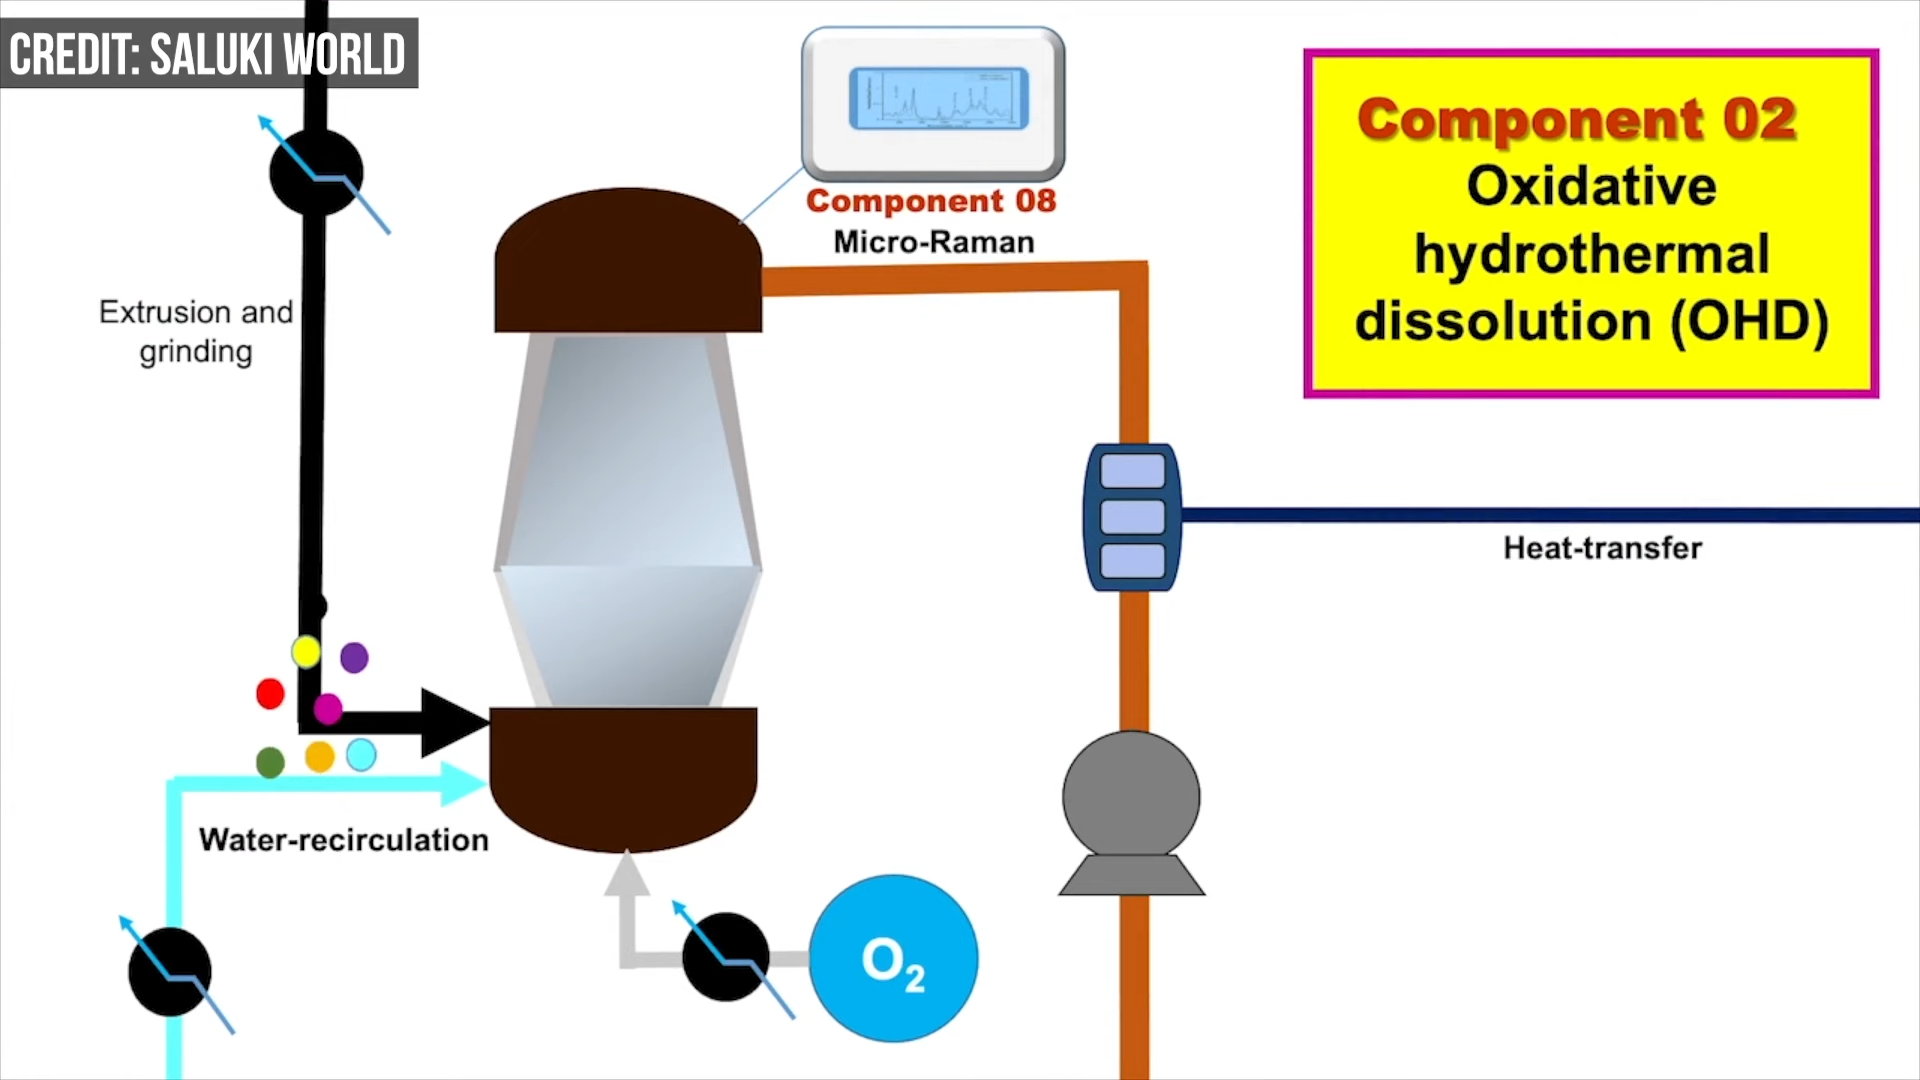 CREDIT: SALUKI WORLD
Component 08
Micro-Raman
Component 02
Oxidative
hydrothermal
dissolution (OHD)
Extrusion and
grinding
Heat-transfer
Water-recirculation
O₂